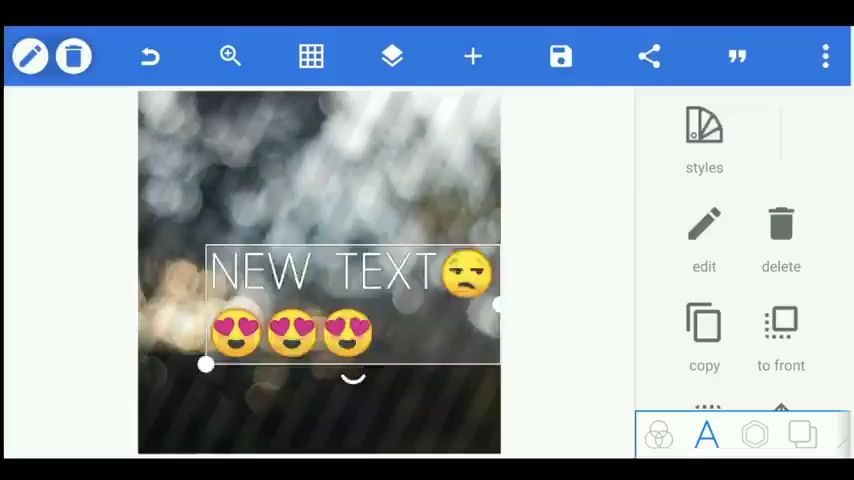 styles
NEW TEXT😒
😍😍😍
edit
delete
copy
to front